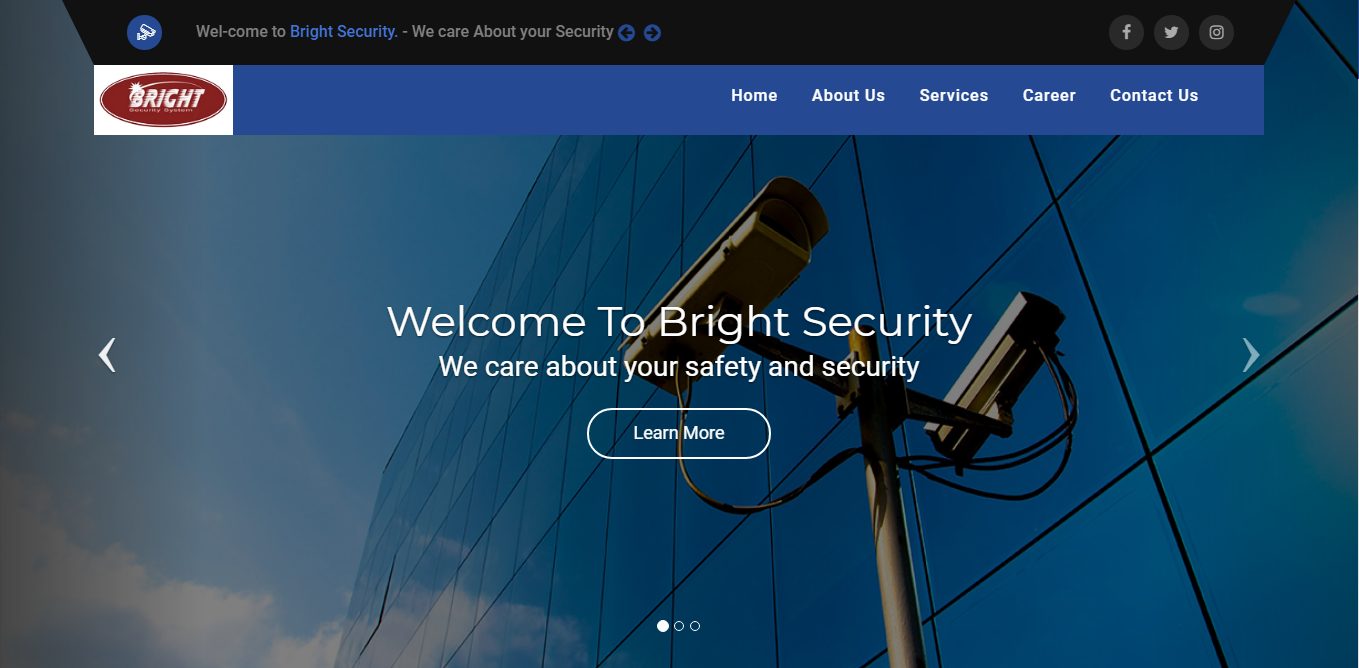 Wel-come to Bright Security. - We care About your Security
BRIGHT
Security System
Home About Us Services Career Contact Us
Welcome To Bright Security
We care about your safety and security
Learn More